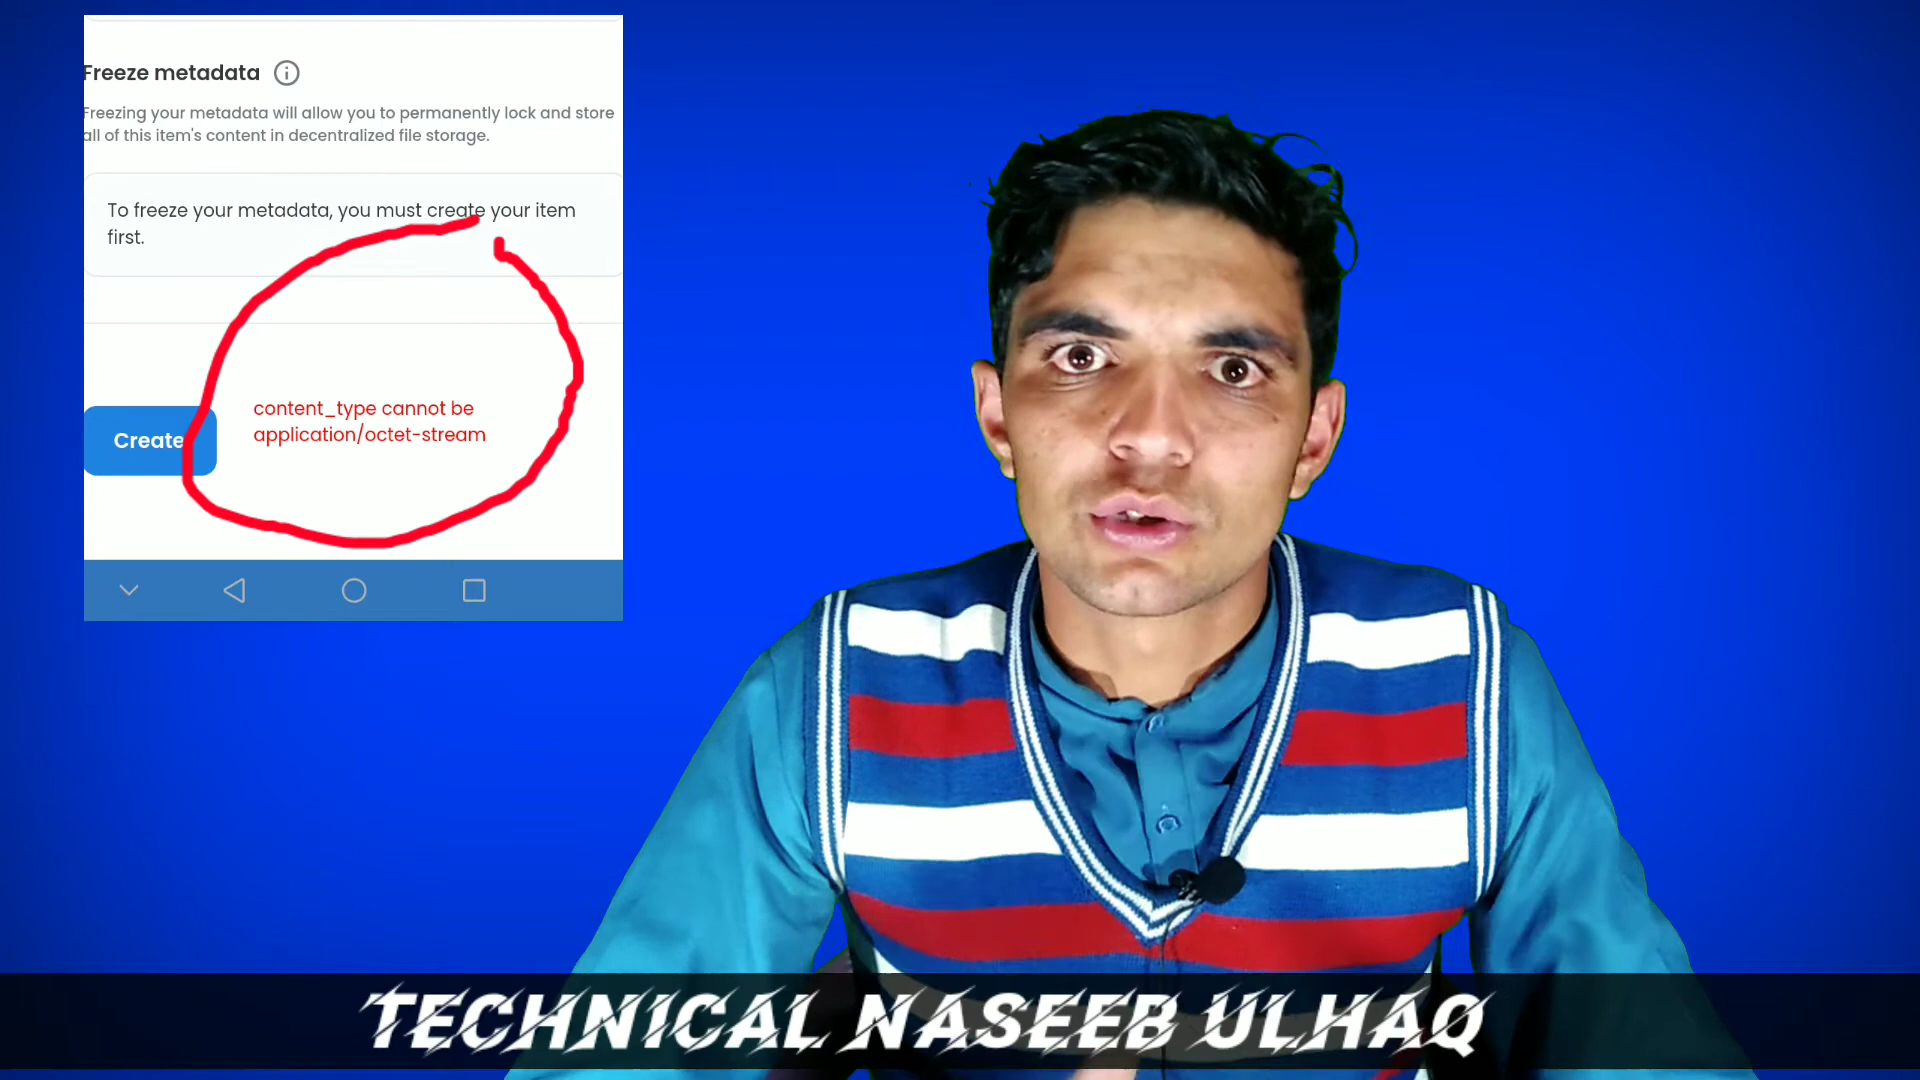 Freeze metadata
Freezing your metadata will allow you to permanently lock and store
all of this item's content in decentralized file storage.
To freeze your metadata, you must create your item
first.
Create
content_type cannot be
application/octet-stream
TECHNICAL NASEEB ULHAQ